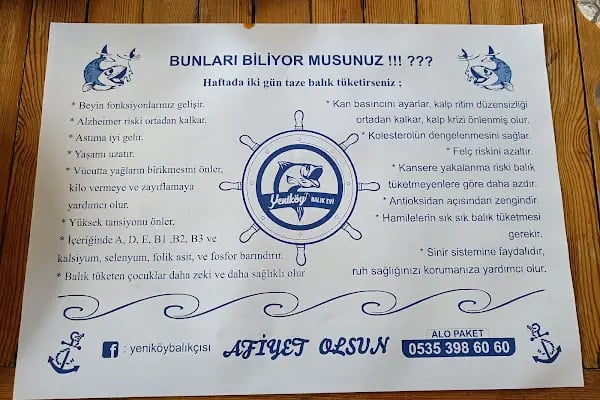 BUNLARI BİLİYOR MUSUNUZ !!! ???
Haftada iki gün taze balık tüketirseniz ;
* Beyin fonksiyonlarınız gelişir.
* Alzheimer riski ortadan kalkar.
* Astıma iyi gelir.
* Yaşamı uzatır.
* Vücutta yağların birikmesini önler,
kilo vermeye ve zayıflamaya
yardımcı olur.
* Yüksek tansiyonu önler,
* İçeriğinde A, D, E, B1 ,B2, B3 ve
kalsiyum, selenyum, folik asit, ve fosfor barındırır.
* Balık tüketen çocuklar daha zeki ve daha sağlıklı olur
Yeniköy
BALIK EVİ
* Kan basıncını ayarlar, kalp ritim düzensizliği
ortadan kalkar, kalp krizi önlenmiş olur.
* Kolesterolün dengelenmesini sağlar.
* Felç riskini azaltır.
* Kansere yakalanma riski balık
tüketmeyenlere göre daha azdır.
* Antioksidan açısından zengindir.
* Hamilelerin sık sık balık tüketmesi
gerekir.
* Sinir sistemine faydalıdır,
ruh sağlığınızı korumanıza yardımcı olur.
f : yeniköybalıkçısı
AFİYET OLSUN
ALO PAKET
0535 398 60 60